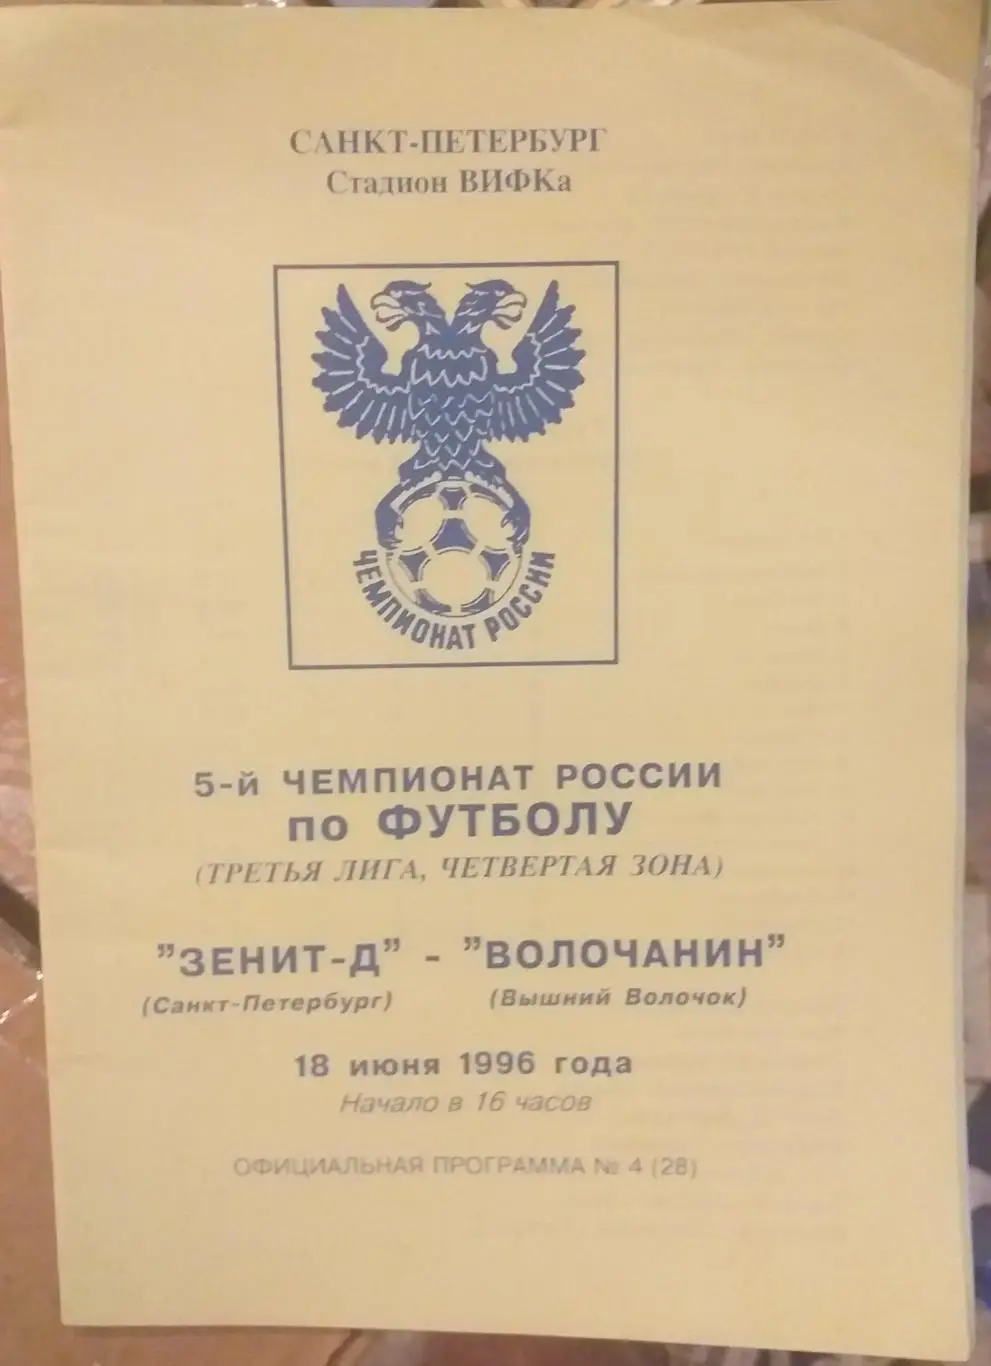 САНКТ-ПЕТЕРБУРГ
Стадион ВИФКа
ЧЕМПИОНАТ РОССИИ
5-й ЧЕМПИОНАТ РОССИИ
по ФУТБОЛУ
(ТРЕТЬЯ ЛИГА, ЧЕТВЕРТАЯ ЗОНА)
"ЗЕНИТ-Д" - "ВОЛОЧАНИН"
(Санкт-Петербург) (Вышний Волочок)
18 июня 1996 года
Начало в 16 часов
ОФИЦИАЛЬНАЯ ПРОГРАММА № 4 (28)